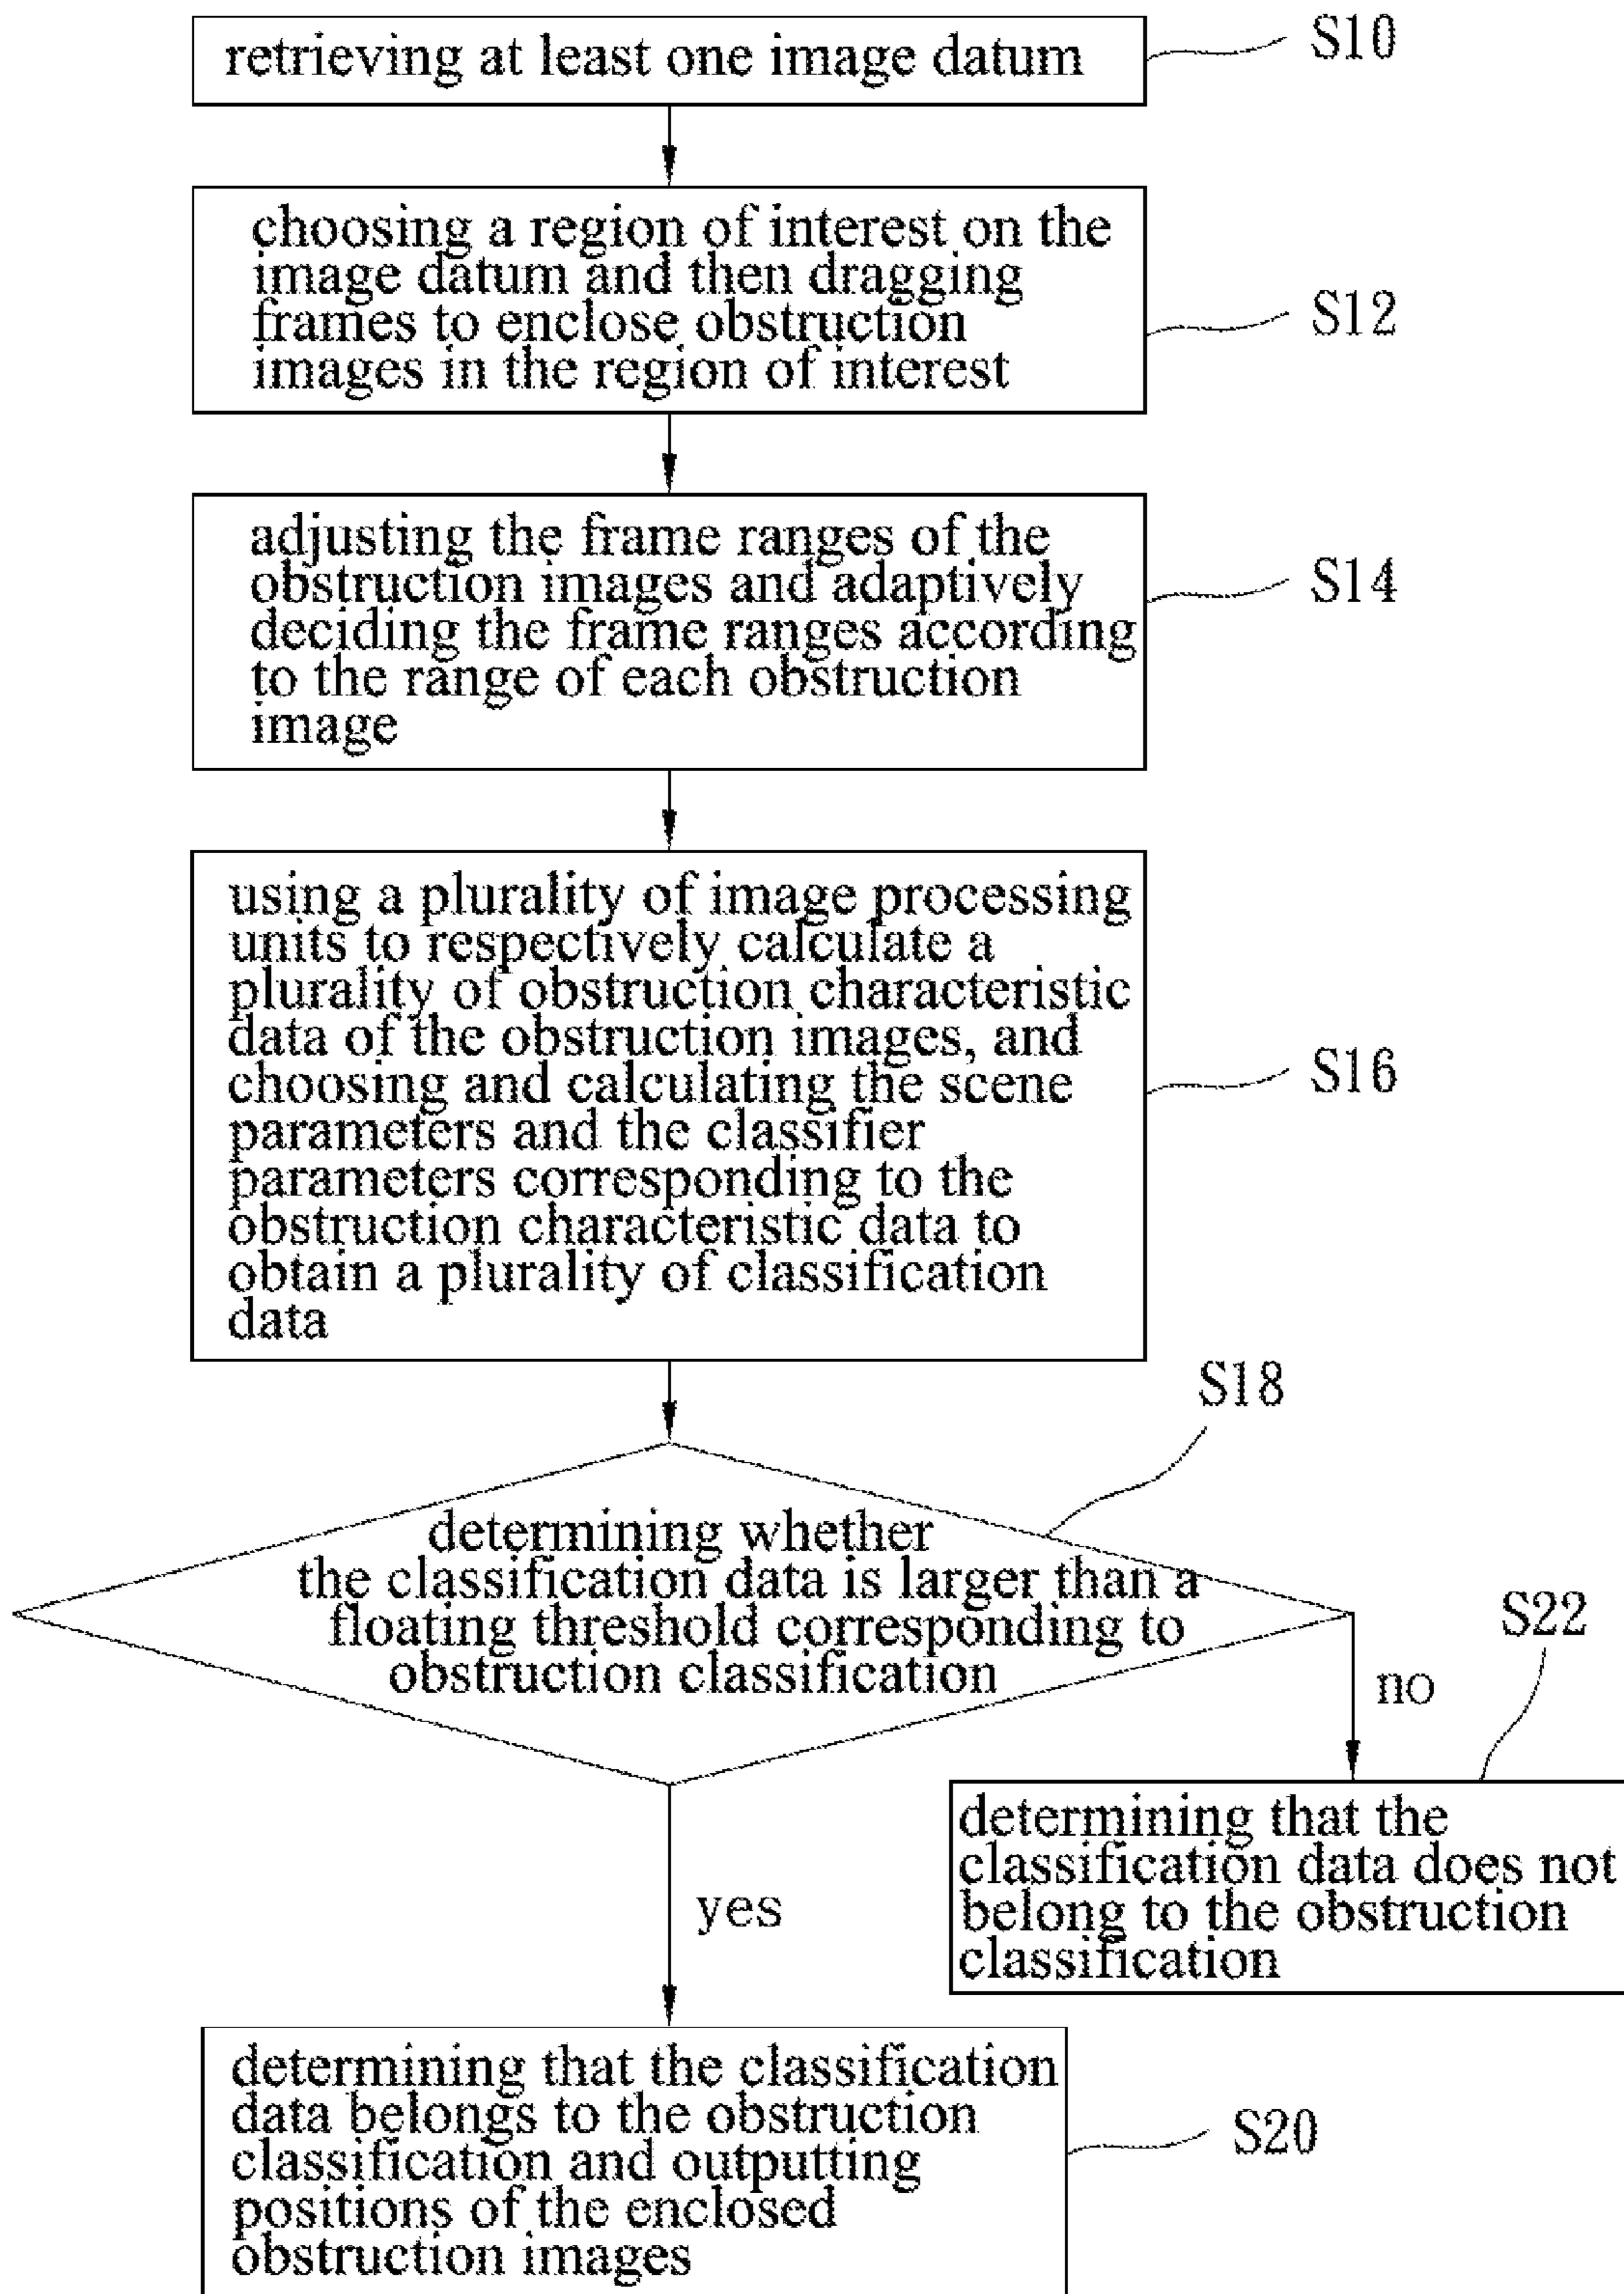 retrieving at least one image datum
S10
choosing a region of interest on the
image datum and then dragging
frames to enclose obstruction
images in the region of interest
S12
adjusting the frame ranges of the
obstruction images and adaptively
deciding the frame ranges according
to the range of each obstruction
image
S14
using a plurality of image processing
units to respectively calculate a
plurality of obstruction characteristic
data of the obstruction images, and
choosing and calculating the scene
parameters and the classifier
parameters corresponding to the
obstruction characteristic data to
obtain a plurality of classification
data
S16
S18
determining whether
the classification data is larger than a
floating threshold corresponding to
obstruction classification
S22
no
determining that the
classification data does not
belong to the obstruction
classification
yes
determining that the classification
data belongs to the obstruction
classification and outputting
positions of the enclosed
obstruction images
S20